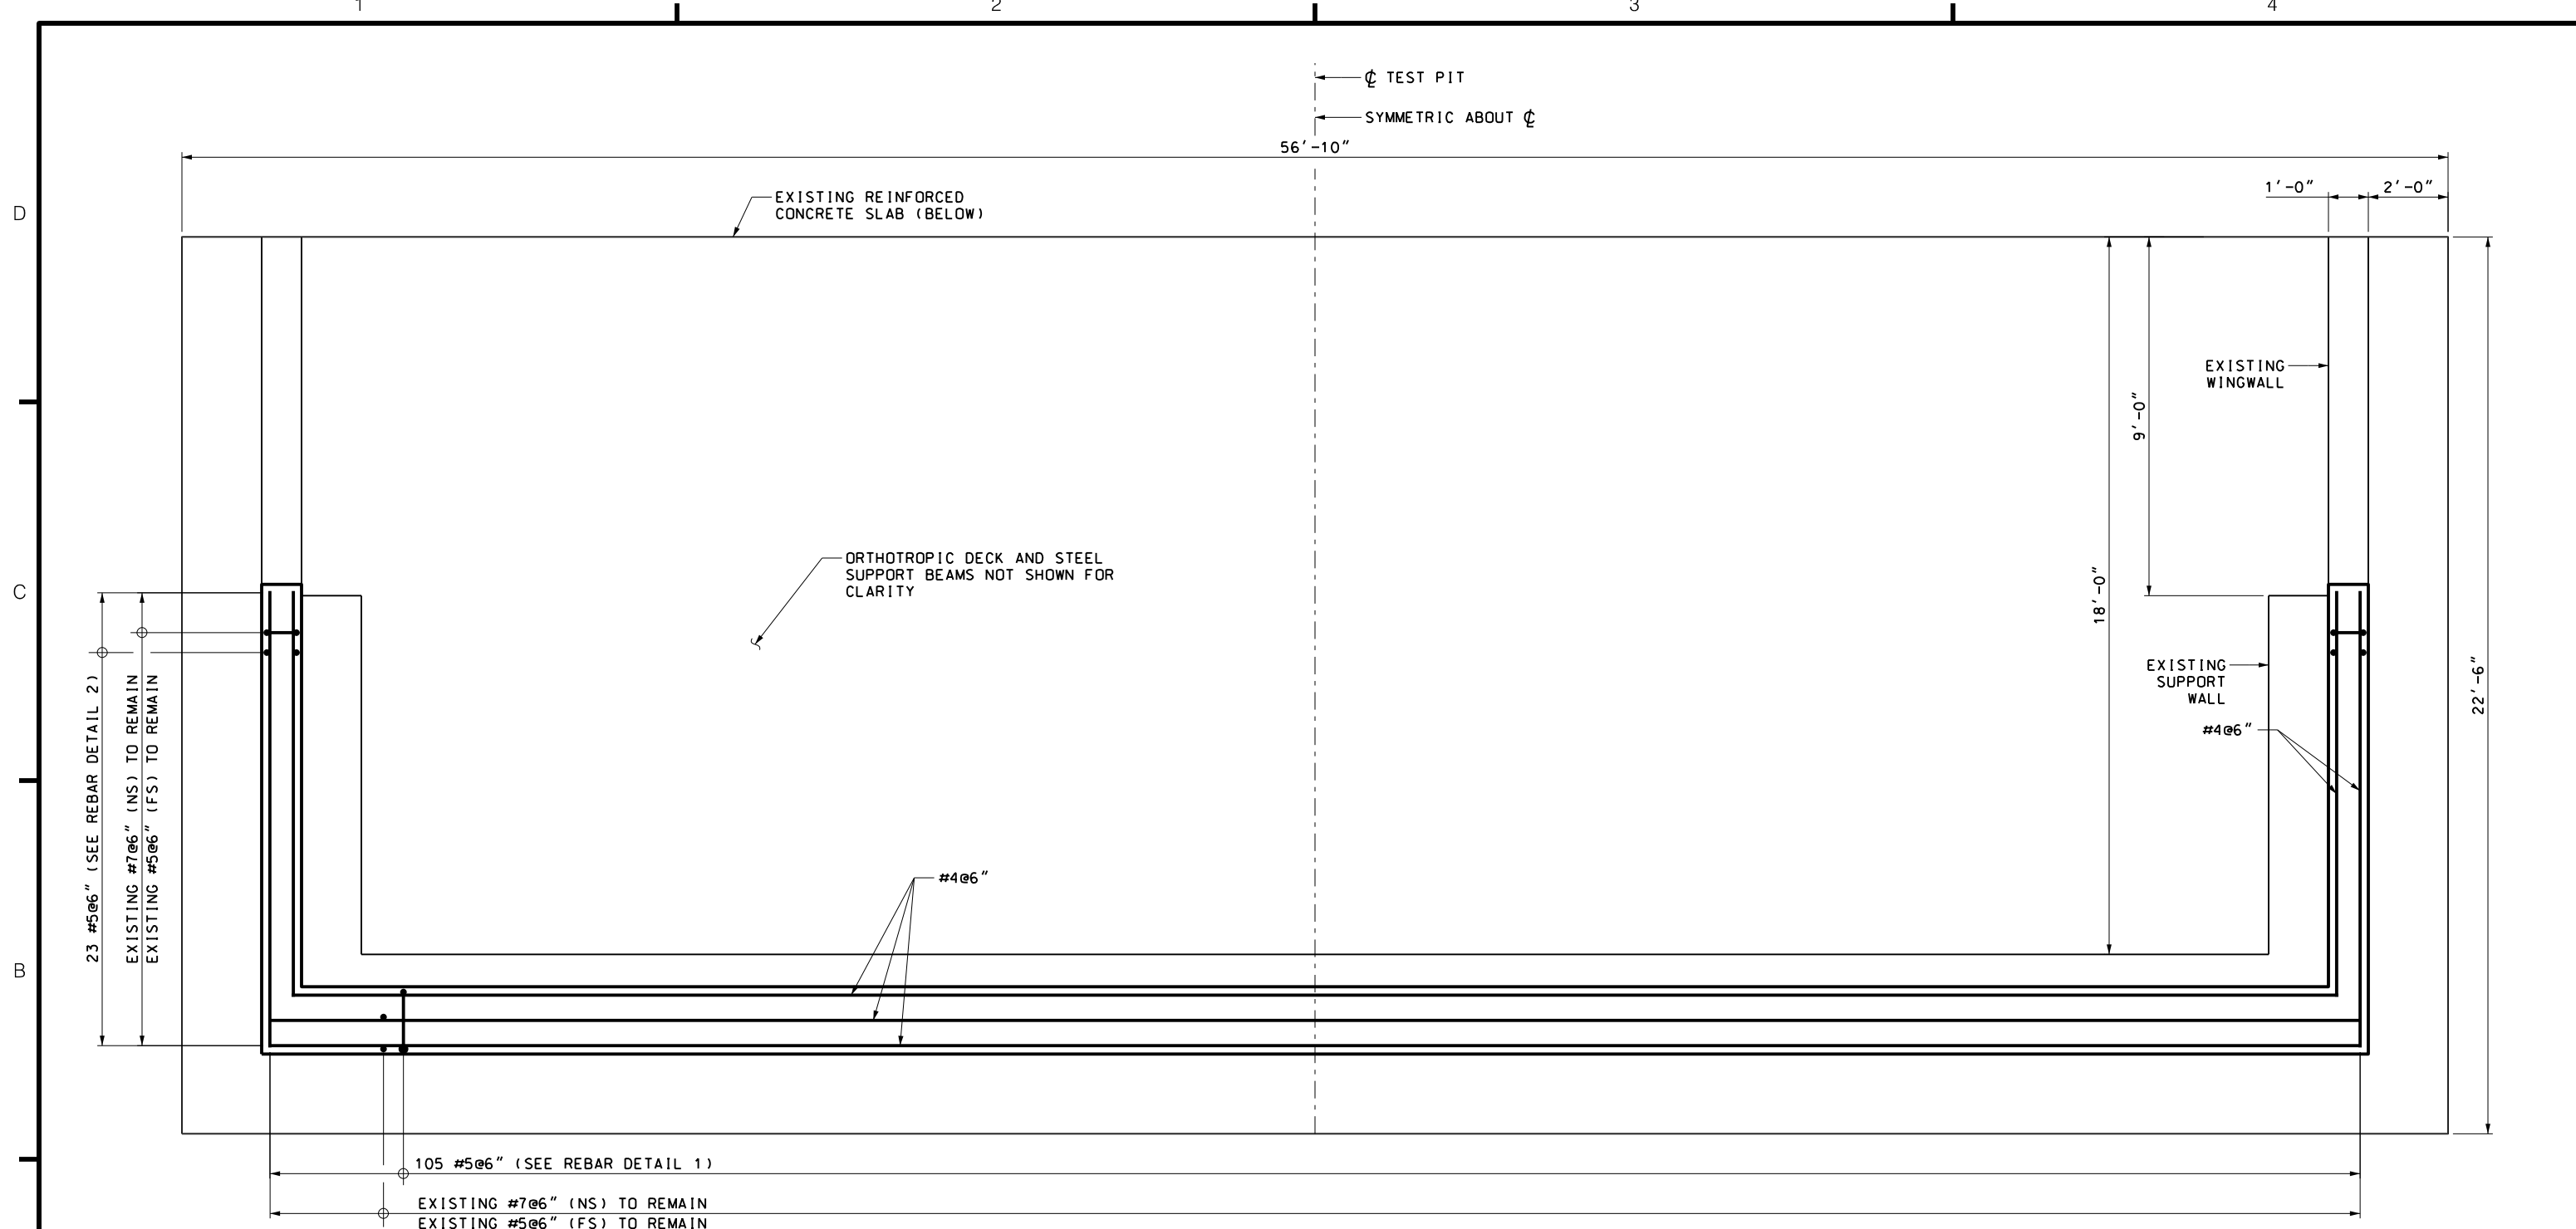 1 2 3 4
℄ TEST PIT
SYMMETRIC ABOUT ℄
56'-10"
1'-0" 2'-0"
D
EXISTING REINFORCED
CONCRETE SLAB (BELOW)
EXISTING
WINGWALL
9'-0"
ORTHOTROPIC DECK AND STEEL
SUPPORT BEAMS NOT SHOWN FOR
CLARITY
C
18'-0"
EXISTING
SUPPORT
WALL
22'-6"
#4@6"
23 #5@6" (SEE REBAR DETAIL 2)
EXISTING #7@6" (NS) TO REMAIN
EXISTING #5@6" (FS) TO REMAIN
#4@6"
B
105 #5@6" (SEE REBAR DETAIL 1)
EXISTING #7@6" (NS) TO REMAIN
EXISTING #5@6" (FS) TO REMAIN